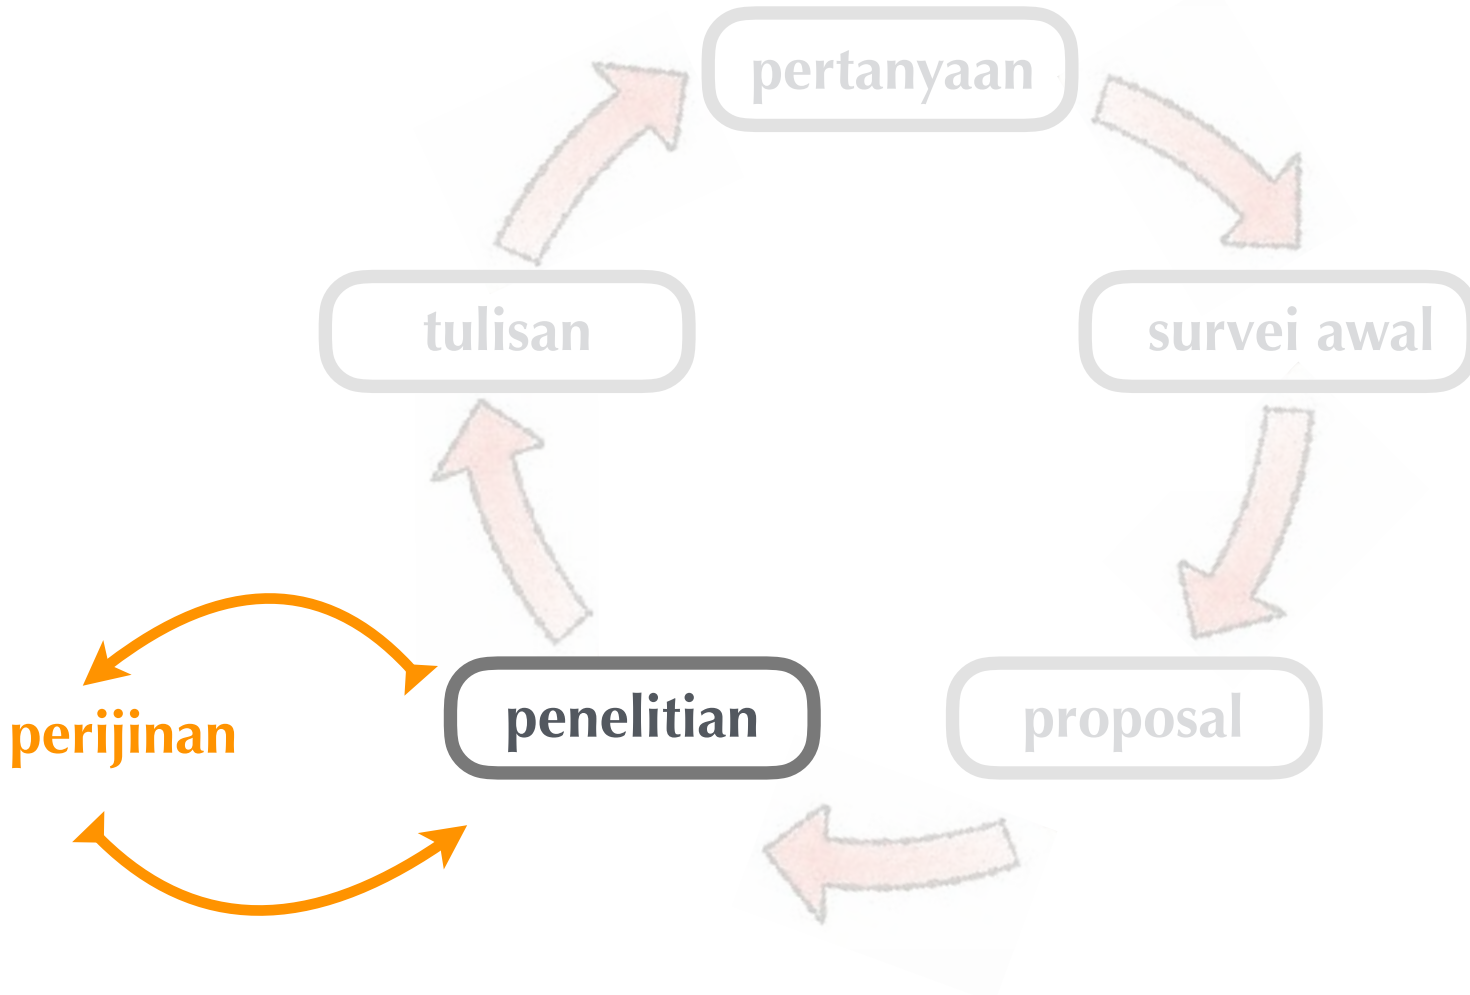 pertanyaan
tulisan
survei awal
perijinan
penelitian
proposal